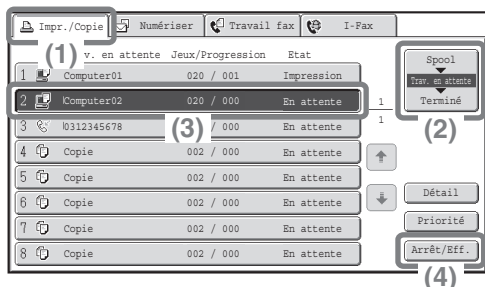 Impr./Copie Numériser Travail fax I-Fax
(1) av. en attente Jeux/Progression Etat
1 Computer01 020 / 001 Impression
2 Computer02 020 / 000 En attente
3 0312345678 (3) / 000 En attente
4 Copie 002 / 000 En attente
5 Copie 002 / 000 En attente
6 Copie 002 / 000 En attente
7 Copie 002 / 000 En attente
8 Copie 002 / 000 En attente
1
1
Spool
Trav. en attente
Terminé
(2)
Détail
Priorité
Arrêt/Eff.
(4)